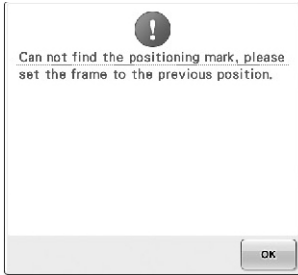 Can not find the positioning mark, please
set the frame to the previous position.
OK